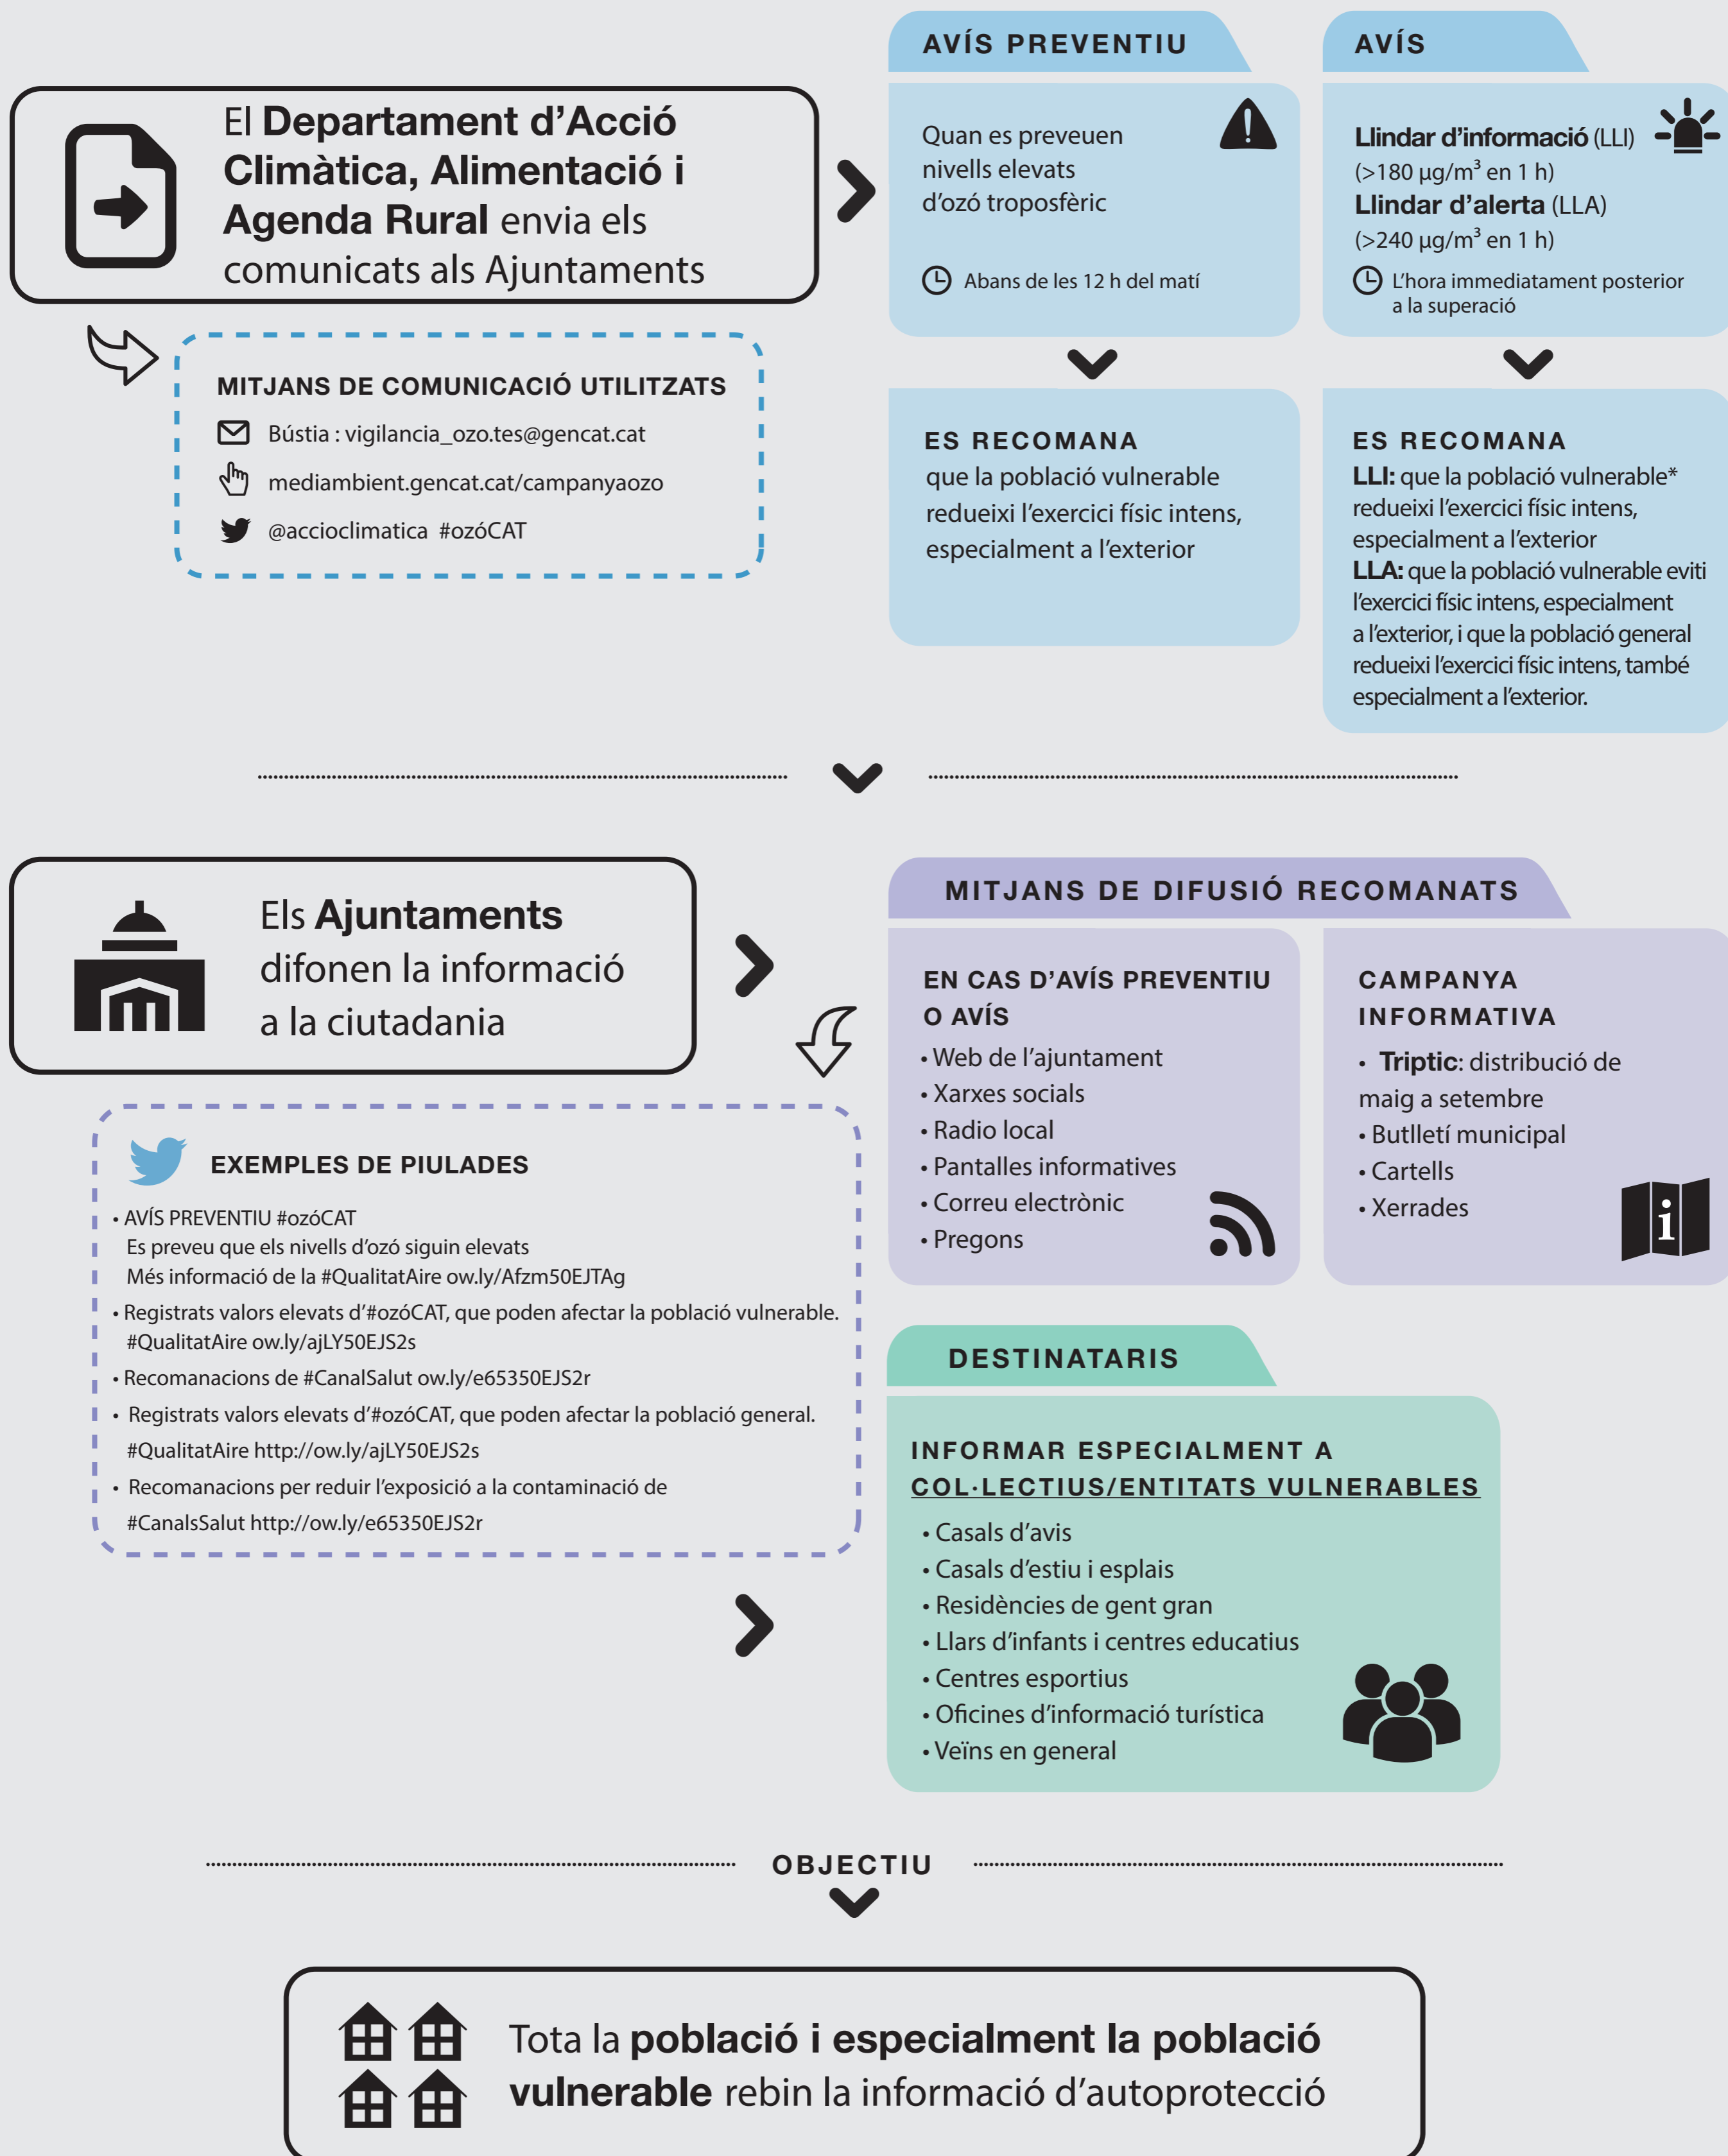 El Departament d'Acció
Climàtica, Alimentació i
Agenda Rural envia els
comunicats als Ajuntaments
MITJANS DE COMUNICACIÓ UTILITZATS
Bústia : vigilancia_ozo.tes@gencat.cat
mediambient.gencat.cat/campanyaozo
@accioclimatica #ozóCAT
AVÍS PREVENTIU
Quan es preveuen
nivells elevats
d'ozó troposfèric
Abans de les 12 h del matí
ES RECOMANA
que la població vulnerable
redueixi l'exercici físic intens,
especialment a l'exterior
AVÍS
Llindar d'informació (LLI)
(>180 µg/m³ en 1 h)
Llindar d'alerta (LLA)
(>240 µg/m³ en 1 h)
L'hora immediatament posterior
a la superació
ES RECOMANA
LLI: que la població vulnerable*
redueixi l'exercici físic intens,
especialment a l'exterior
LLA: que la població vulnerable eviti
l'exercici físic intens, especialment
a l'exterior, i que la població general
redueixi l'exercici físic intens, també
especialment a l'exterior.
Els Ajuntaments
difonen la informació
a la ciutadania
EXEMPLES DE PIULADES
• AVÍS PREVENTIU #ozóCAT
Es preveu que els nivells d'ozó siguin elevats
Més informació de la #QualitatAire ow.ly/Afzm50EJTAg
• Registrats valors elevats d'#ozóCAT, que poden afectar la població vulnerable.
#QualitatAire ow.ly/ajLY50EJS2s
• Recomanacions de #CanalSalut ow.ly/e65350EJS2r
• Registrats valors elevats d'#ozóCAT, que poden afectar la població general.
#QualitatAire http://ow.ly/ajLY50EJS2s
• Recomanacions per reduir l'exposició a la contaminació de
#CanalsSalut http://ow.ly/e65350EJS2r
MITJANS DE DIFUSIÓ RECOMANATS
EN CAS D'AVÍS PREVENTIU
O AVÍS
• Web de l'ajuntament
• Xarxes socials
• Radio local
• Pantalles informatives
• Correu electrònic
• Pregons
CAMPANYA
INFORMATIVA
• Triptic: distribució de
maig a setembre
• Butlletí municipal
• Cartells
• Xerrades
i
DESTINATARIS
INFORMAR ESPECIALMENT A
COL·LECTIUS/ENTITATS VULNERABLES
• Casals d'avis
• Casals d'estiu i esplais
• Residències de gent gran
• Llars d'infants i centres educatius
• Centres esportius
• Oficines d'informació turística
• Veïns en general
OBJECTIU
Tota la població i especialment la població
vulnerable rebin la informació d'autoprotecció